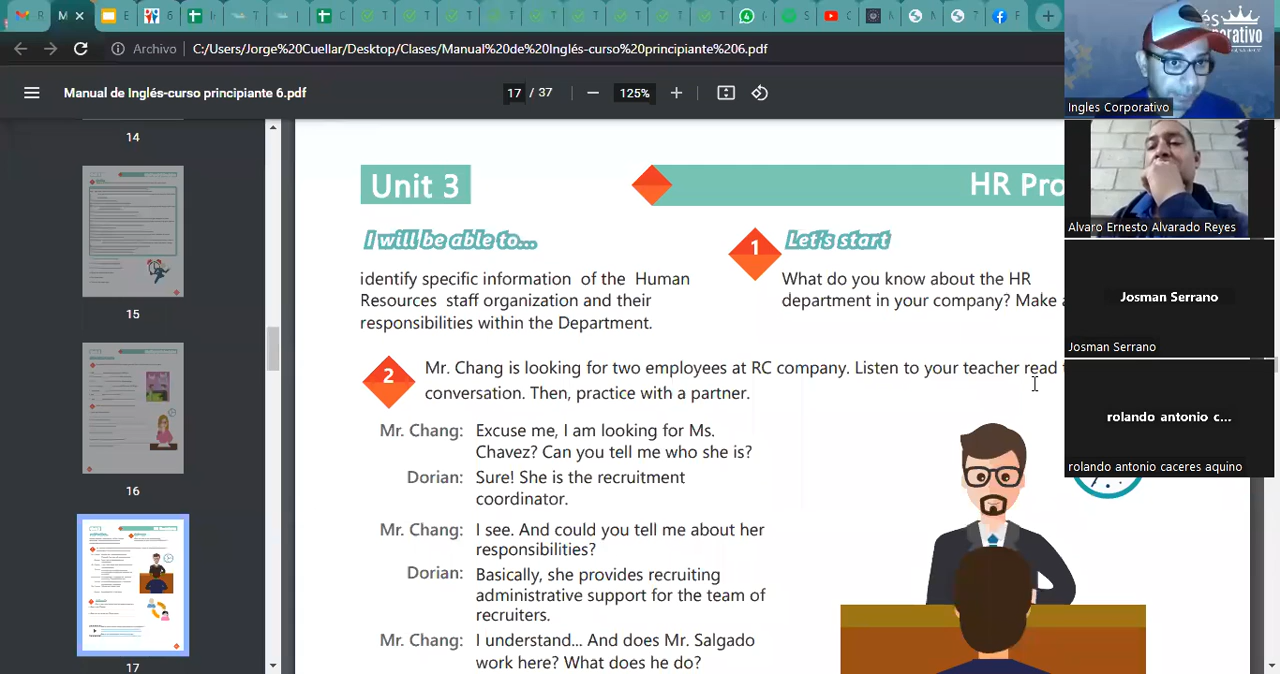 M
E
6
In
T
C
T
T
T
T
T
T
T
T
T
S
C
N
N
?
F
Archivo
C:/Users/Jorge%20Cuellar/Desktop/Clases/Manual%20de%20Inglés-curso%20principiante%206.pdf
Manual de Inglés-curso principiante 6.pdf
17 / 37
125%
14
15
16
17
Unit 3
HR Pro
I will be able to...
identify specific information of the Human
Resources staff organization and their
responsibilities within the Department.
1
Let's start
What do you know about the HR
department in your company? Make a
2
Mr. Chang is looking for two employees at RC company. Listen to your teacher read t
conversation. Then, practice with a partner.
Mr. Chang: Excuse me, I am looking for Ms.
Chavez? Can you tell me who she is?
Dorian: Sure! She is the recruitment
coordinator.
Mr. Chang: I see. And could you tell me about her
responsibilities?
Dorian: Basically, she provides recruiting
administrative support for the team of
recruiters.
Mr. Chang: I understand... And does Mr. Salgado
work here? What does he do?
és
porativo
Ingles Corporativo
Alvaro Ernesto Alvarado Reyes
Josman Serrano
Josman Serrano
rolando antonio c...
rolando antonio caceres aquino